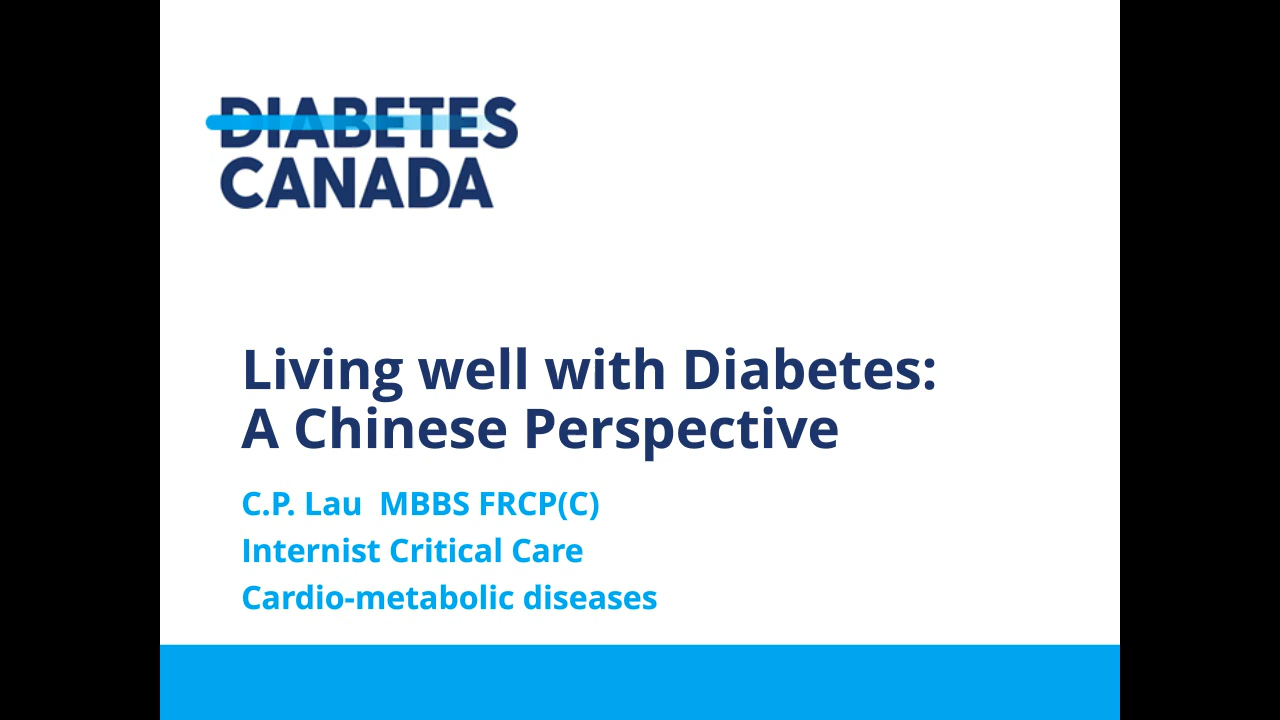 DIABETES
CANADA
Living well with Diabetes:
A Chinese Perspective
C.P. Lau  MBBS FRCP(C)
Internist Critical Care
Cardio-metabolic diseases